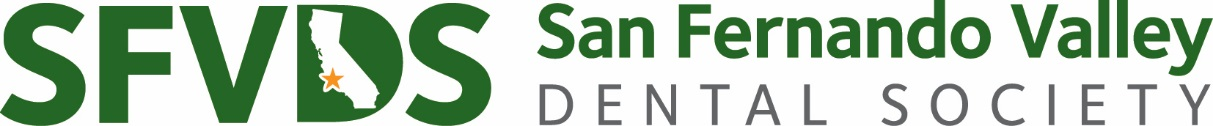 SFVDS
San Fernando Valley
DENTAL SOCIETY